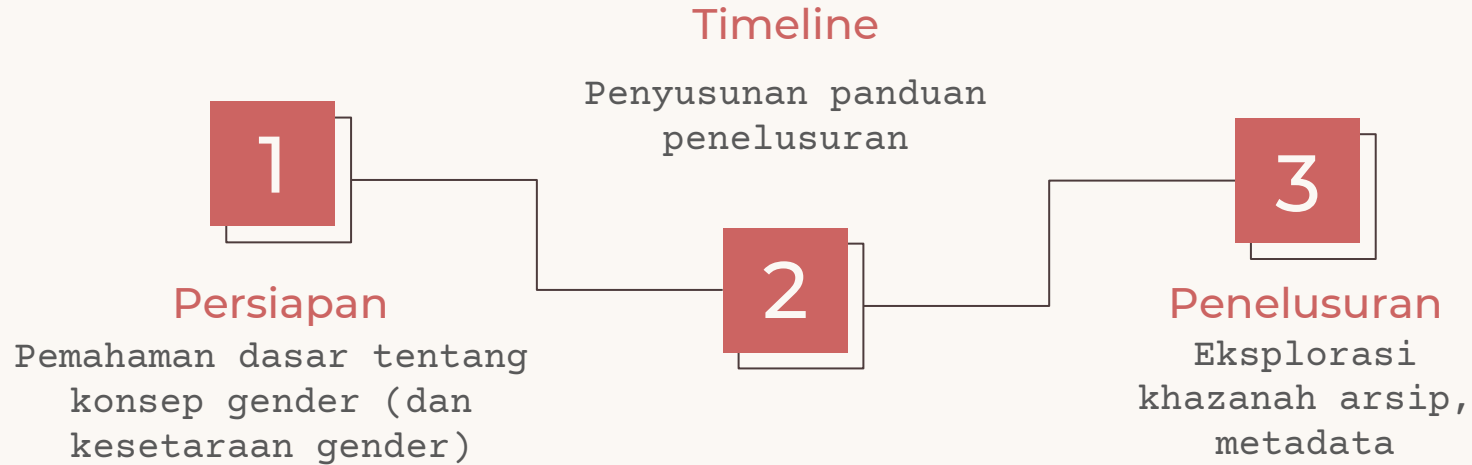 1
Persiapan
Pemahaman dasar tentang
konsep gender (dan
kesetaraan gender)
Timeline
Penyusunan panduan
penelusuran
2
3
Penelusuran
Eksplorasi
khazanah arsip,
metadata